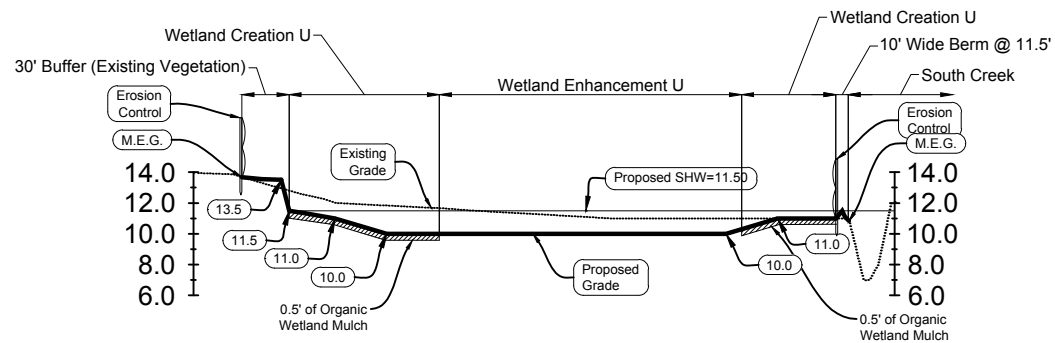 Wetland Creation U
Wetland Creation U
10' Wide Berm @ 11.5'
30' Buffer (Existing Vegetation)
Wetland Enhancement U
South Creek
Erosion
Control
Erosion
Control
M.E.G.
M.E.G.
Existing
Grade
Proposed SHW=11.50
14.0
12.0
10.0
8.0
6.0
14.0
12.0
10.0
8.0
6.0
13.5
11.5
11.0
10.0
11.0
10.0
Proposed
Grade
0.5' of Organic
Wetland Mulch
0.5' of Organic
Wetland Mulch